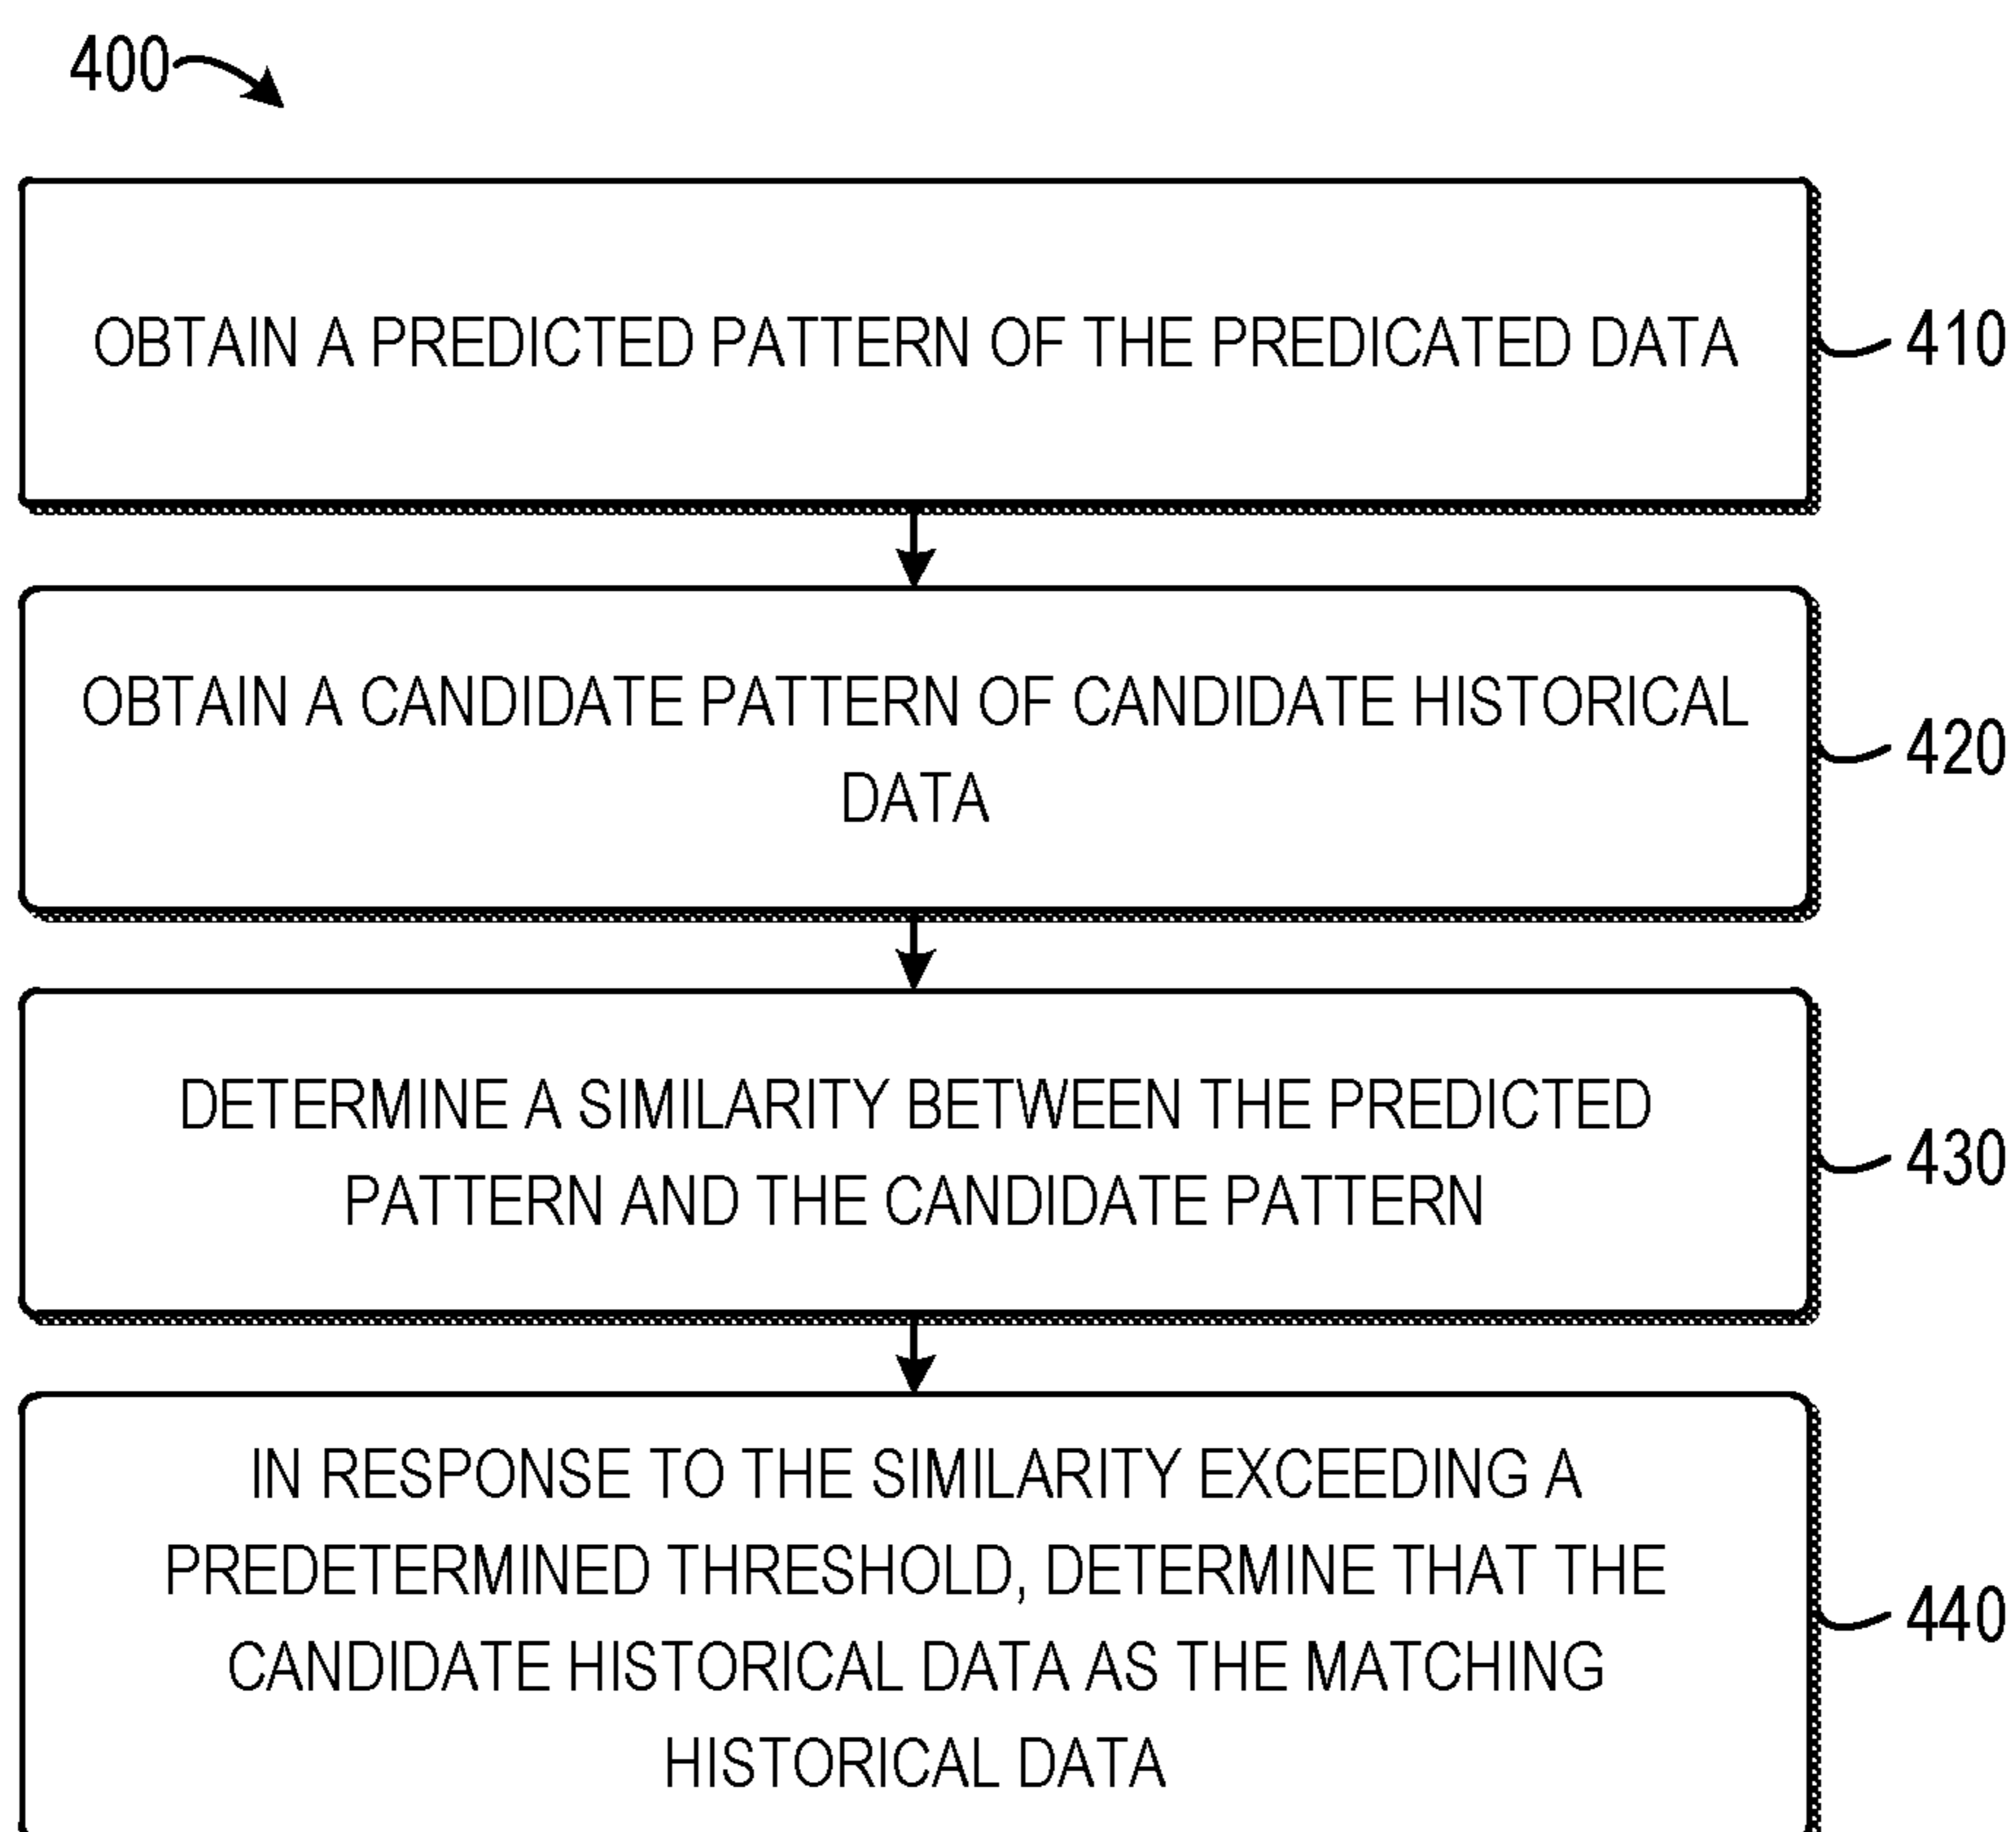 400
OBTAIN A PREDICTED PATTERN OF THE PREDICATED DATA
410
OBTAIN A CANDIDATE PATTERN OF CANDIDATE HISTORICAL
DATA
420
DETERMINE A SIMILARITY BETWEEN THE PREDICTED
PATTERN AND THE CANDIDATE PATTERN
430
IN RESPONSE TO THE SIMILARITY EXCEEDING A
PREDETERMINED THRESHOLD, DETERMINE THAT THE
CANDIDATE HISTORICAL DATA AS THE MATCHING
HISTORICAL DATA
440